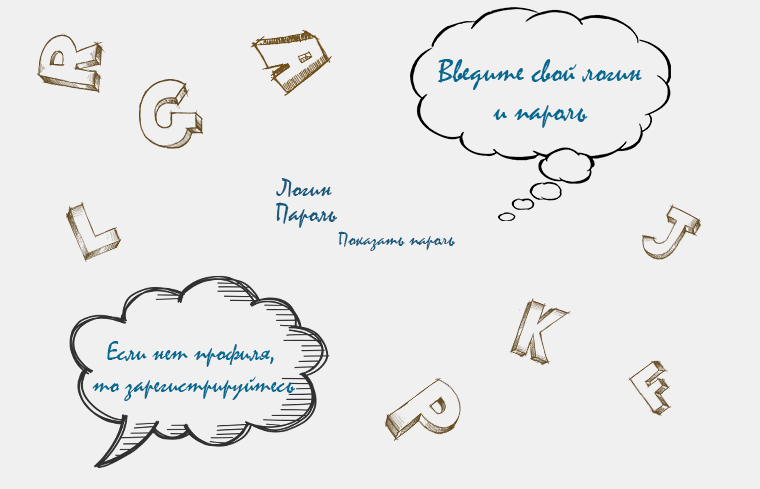 R
G
A
Введите свой логин
и пароль
Логин
Пароль
Показать пароль
L
J
K
Если нет профиля,
то зарегистрируйтесь
P
F